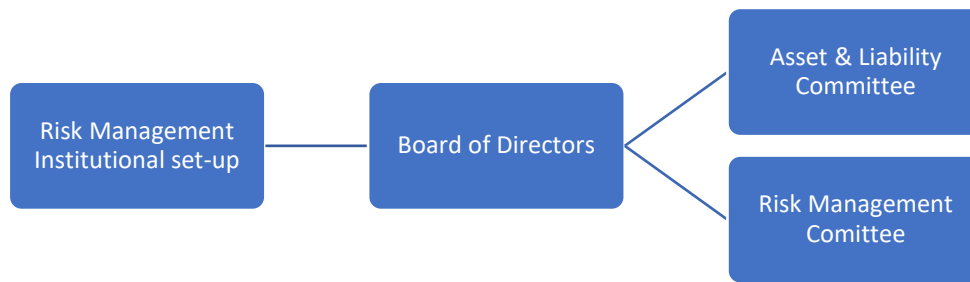 Risk Management
Institutional set-up
Board of Directors
Asset & Liability
Committee
Risk Management
Comittee